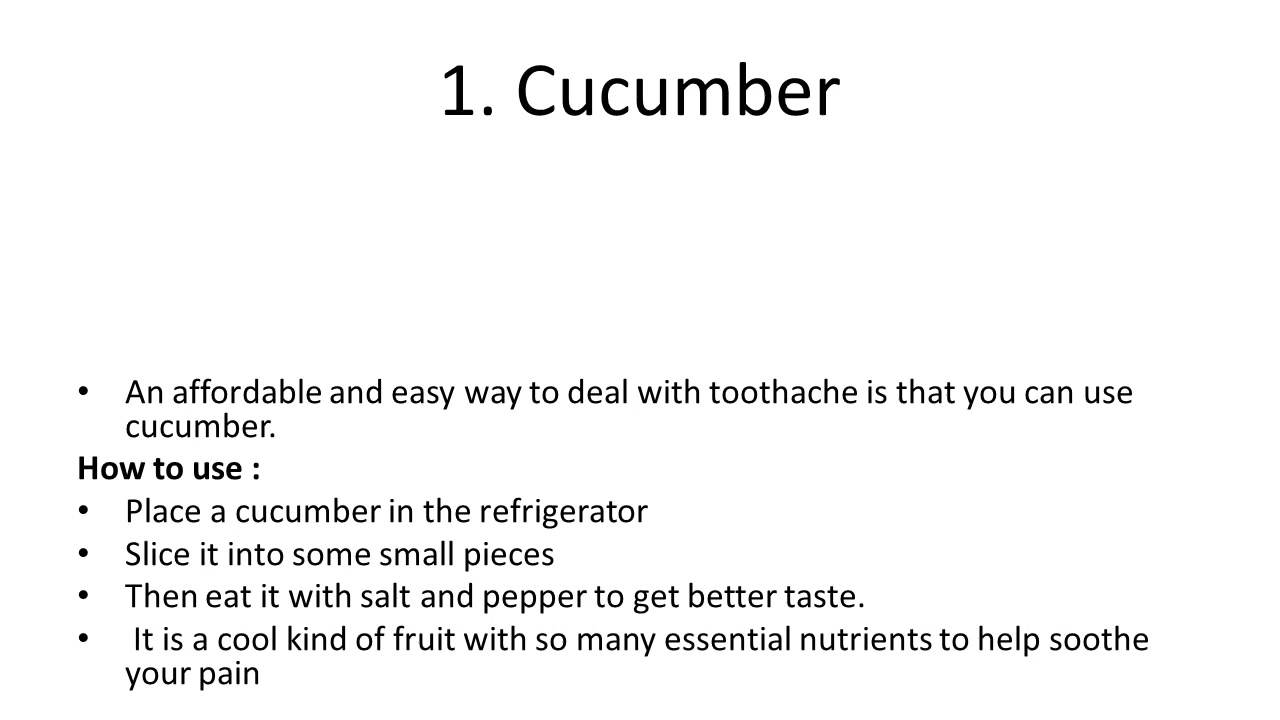 1. Cucumber
• An affordable and easy way to deal with toothache is that you can use
cucumber.
How to use :
• Place a cucumber in the refrigerator
• Slice it into some small pieces
• Then eat it with salt and pepper to get better taste.
• It is a cool kind of fruit with so many essential nutrients to help soothe
your pain